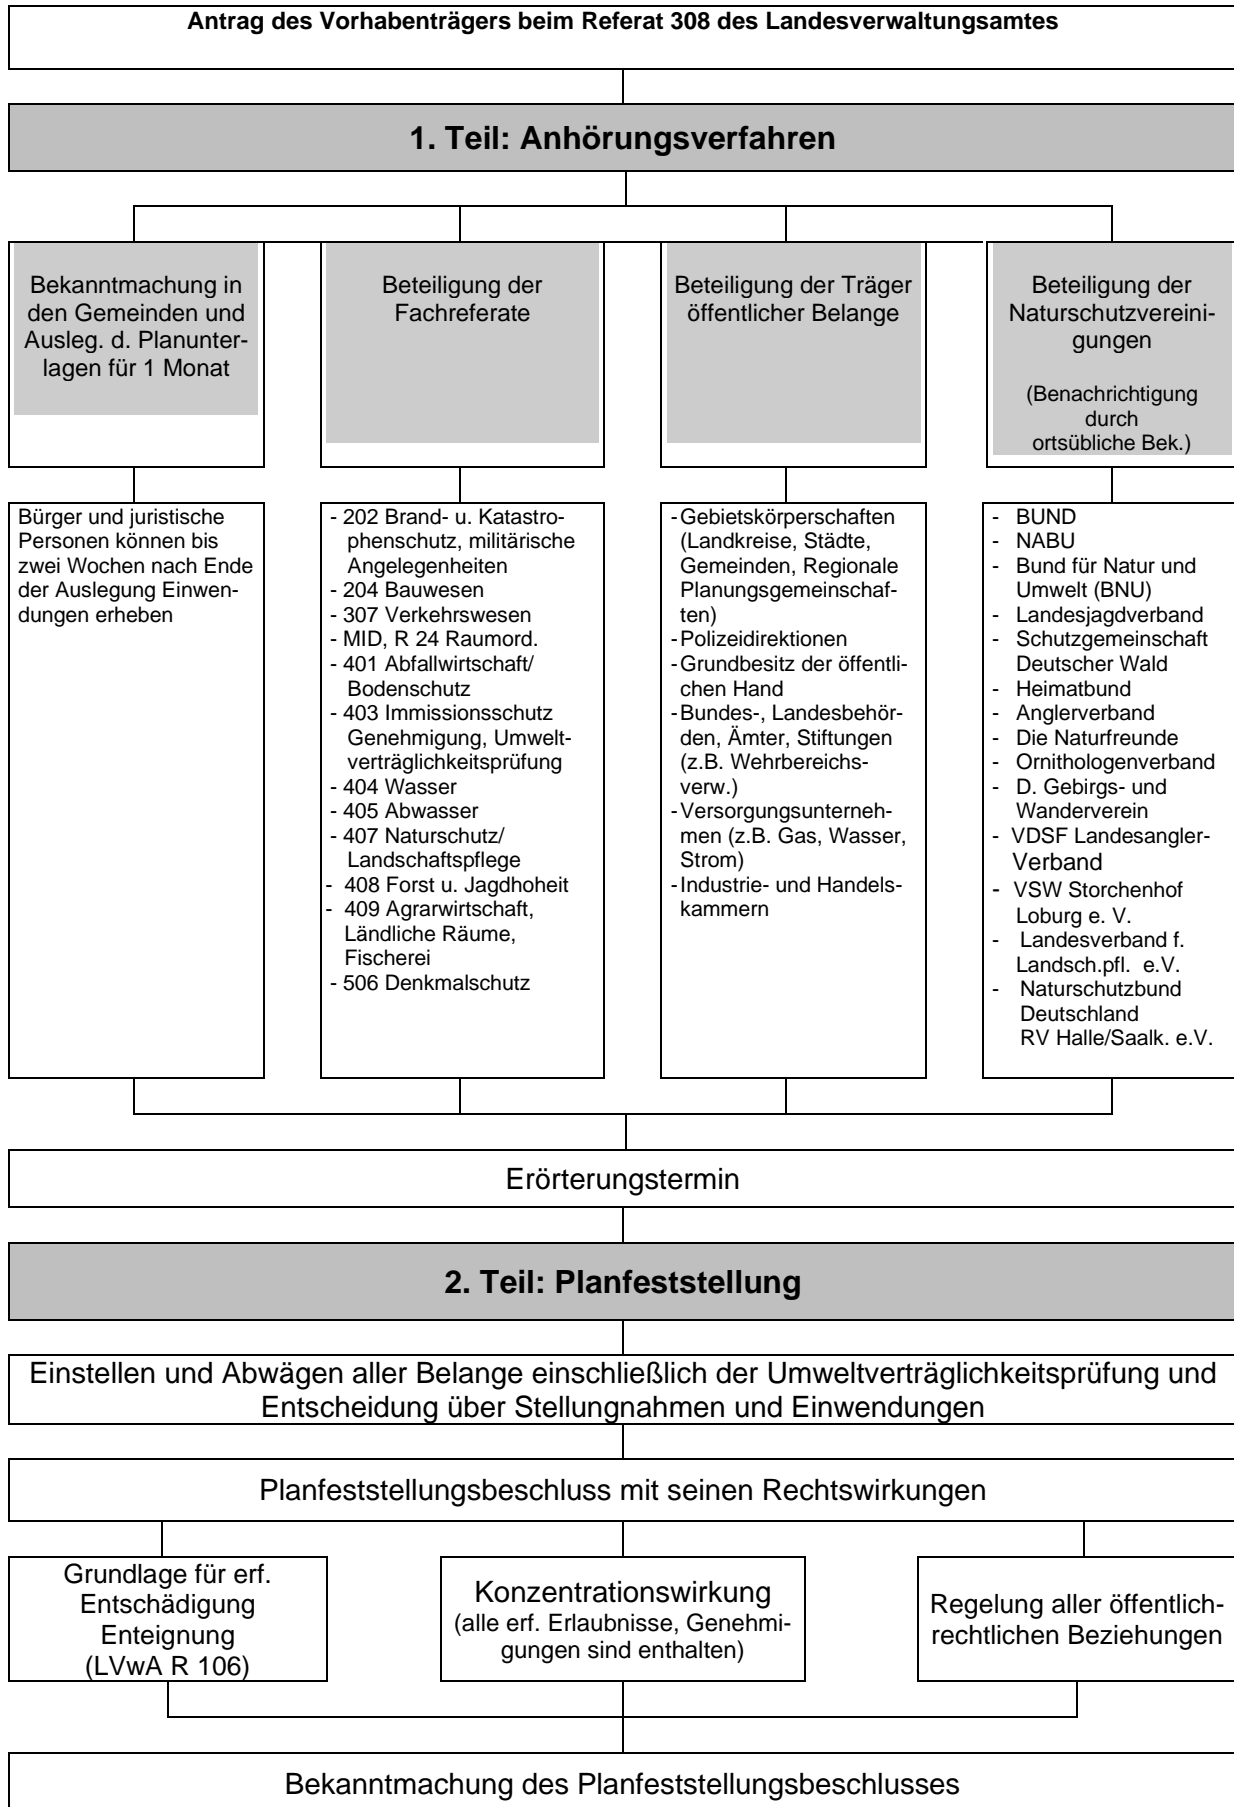 Antrag des Vorhabenträgers beim Referat 308 des Landesverwaltungsamtes
1. Teil: Anhörungsverfahren
Bekanntmachung in
den Gemeinden und
Ausleg. d. Planunter-
lagen für 1 Monat
Beteiligung der
Fachreferate
Beteiligung der Träger
öffentlicher Belange
Beteiligung der
Naturschutzvereini-
gungen
(Benachrichtigung
durch
ortsübliche Bek.)
Bürger und juristische
Personen können bis
zwei Wochen nach Ende
der Auslegung Einwen-
dungen erheben
- 202 Brand- u. Katastro-
phenschutz, militärische
Angelegenheiten
- 204 Bauwesen
- 307 Verkehrswesen
- MID, R 24 Raumord.
- 401 Abfallwirtschaft/
Bodenschutz
- 403 Immissionsschutz
Genehmigung, Umwelt-
verträglichkeitsprüfung
- 404 Wasser
- 405 Abwasser
- 407 Naturschutz/
Landschaftspflege
- 408 Forst u. Jagdhoheit
- 409 Agrarwirtschaft,
Ländliche Räume,
Fischerei
- 506 Denkmalschutz
- Gebietskörperschaften
(Landkreise, Städte,
Gemeinden, Regionale
Planungsgemeinschaf-
ten)
- Polizeidirektionen
- Grundbesitz der öffentli-
chen Hand
- Bundes-, Landesbehör-
den, Ämter, Stiftungen
(z.B. Wehrbereichs-
verw.)
- Versorgungsunterneh-
men (z.B. Gas, Wasser,
Strom)
- Industrie- und Handels-
kammern
- BUND
- NABU
- Bund für Natur und
Umwelt (BNU)
- Landesjagdverband
- Schutzgemeinschaft
Deutscher Wald
- Heimatbund
- Anglerverband
- Die Naturfreunde
- Ornithologenverband
- D. Gebirgs- und
Wanderverein
- VDSF Landesangler-
Verband
- VSW Storchenhof
Loburg e. V.
- Landesverband f.
Landsch.pfl. e.V.
- Naturschutzbund
Deutschland
RV Halle/Saalk. e.V.
Erörterungstermin
2. Teil: Planfeststellung
Einstellen und Abwägen aller Belange einschließlich der Umweltverträglichkeitsprüfung und
Entscheidung über Stellungnahmen und Einwendungen
Planfeststellungsbeschluss mit seinen Rechtswirkungen
Grundlage für erf.
Entschädigung
Enteignung
(LVwA R 106)
Konzentrationswirkung
(alle erf. Erlaubnisse, Genehmi-
gungen sind enthalten)
Regelung aller öffentlich-
rechtlichen Beziehungen
Bekanntmachung des Planfeststellungsbeschlusses